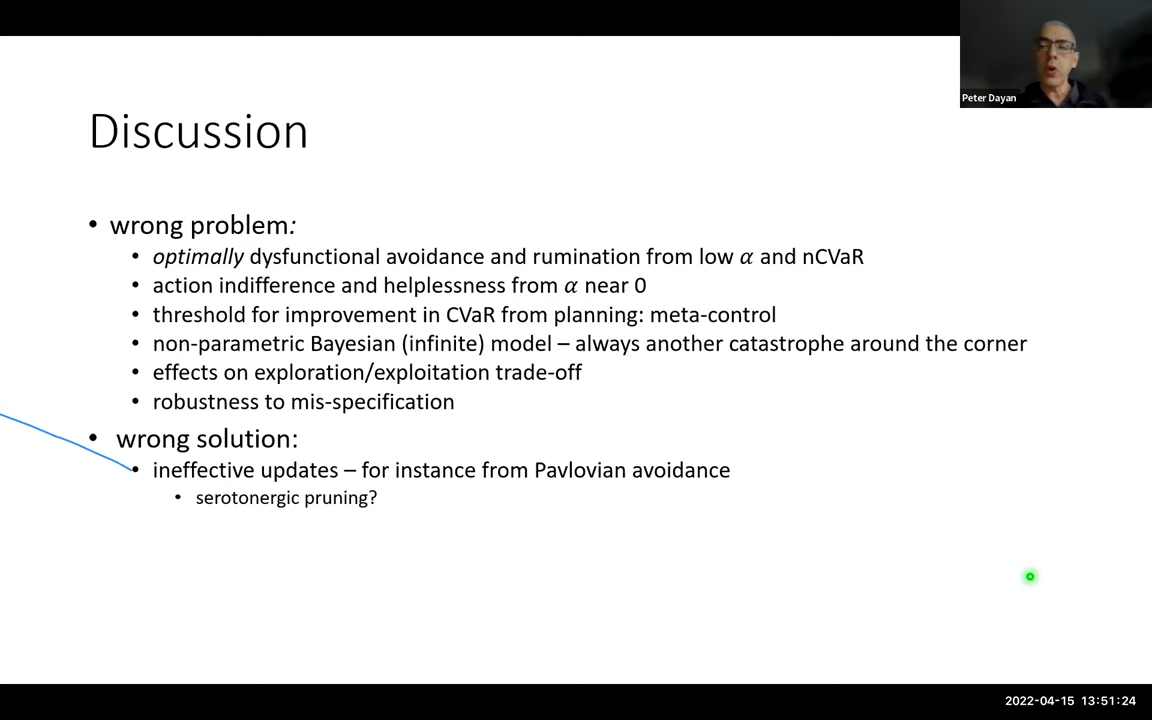 Peter Dayan
Discussion
• wrong problem:
• optimally dysfunctional avoidance and rumination from low α and nCVaR
• action indifference and helplessness from α near 0
• threshold for improvement in CVaR from planning: meta-control
• non-parametric Bayesian (infinite) model – always another catastrophe around the corner
• effects on exploration/exploitation trade-off
• robustness to mis-specification
• wrong solution:
• ineffective updates – for instance from Pavlovian avoidance
• serotonergic pruning?
2022-04-15 13:51:24